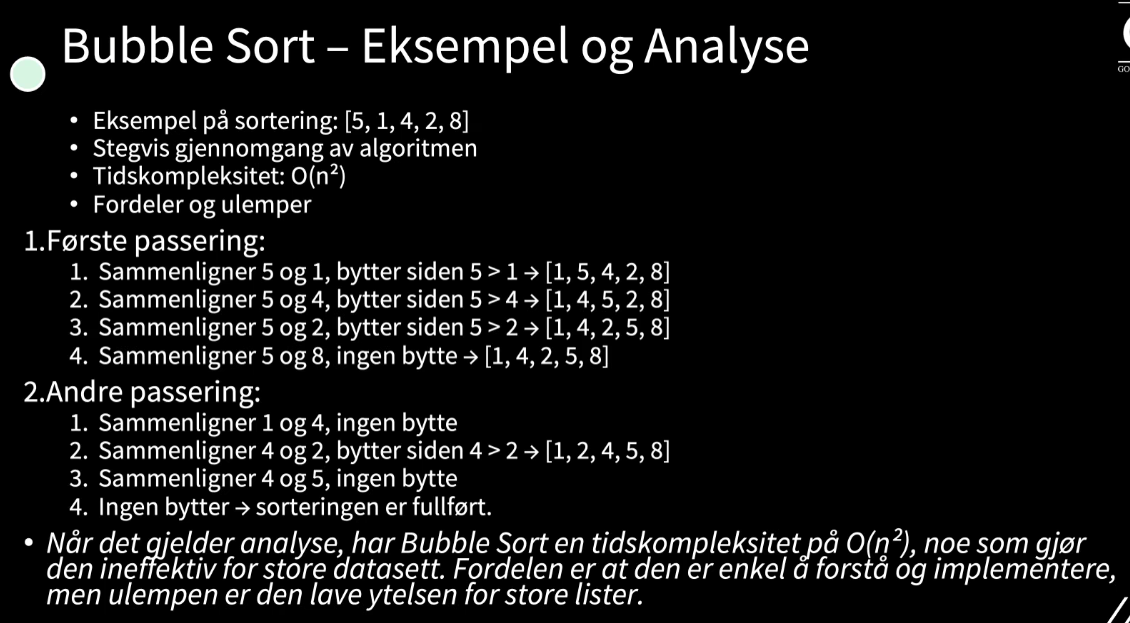 Bubble Sort – Eksempel og Analyse
• Eksempel på sortering: [5, 1, 4, 2, 8]
• Stegvis gjennomgang av algoritmen
• Tidskompleksitet: O(n²)
• Fordeler og ulemper
1.Første passering:
1. Sammenligner 5 og 1, bytter siden 5 > 1 → [1, 5, 4, 2, 8]
2. Sammenligner 5 og 4, bytter siden 5 > 4 → [1, 4, 5, 2, 8]
3. Sammenligner 5 og 2, bytter siden 5 > 2 → [1, 4, 2, 5, 8]
4. Sammenligner 5 og 8, ingen bytte → [1, 4, 2, 5, 8]
2.Andre passering:
1. Sammenligner 1 og 4, ingen bytte
2. Sammenligner 4 og 2, bytter siden 4 > 2 → [1, 2, 4, 5, 8]
3. Sammenligner 4 og 5, ingen bytte
4. Ingen bytter → sorteringen er fullført.
• Når det gjelder analyse, har Bubble Sort en tidskompleksitet på O(n²), noe som gjør
den ineffektiv for store datasett. Fordelen er at den er enkel å forstå og implementere,
men ulempen er den lave ytelsen for store lister.